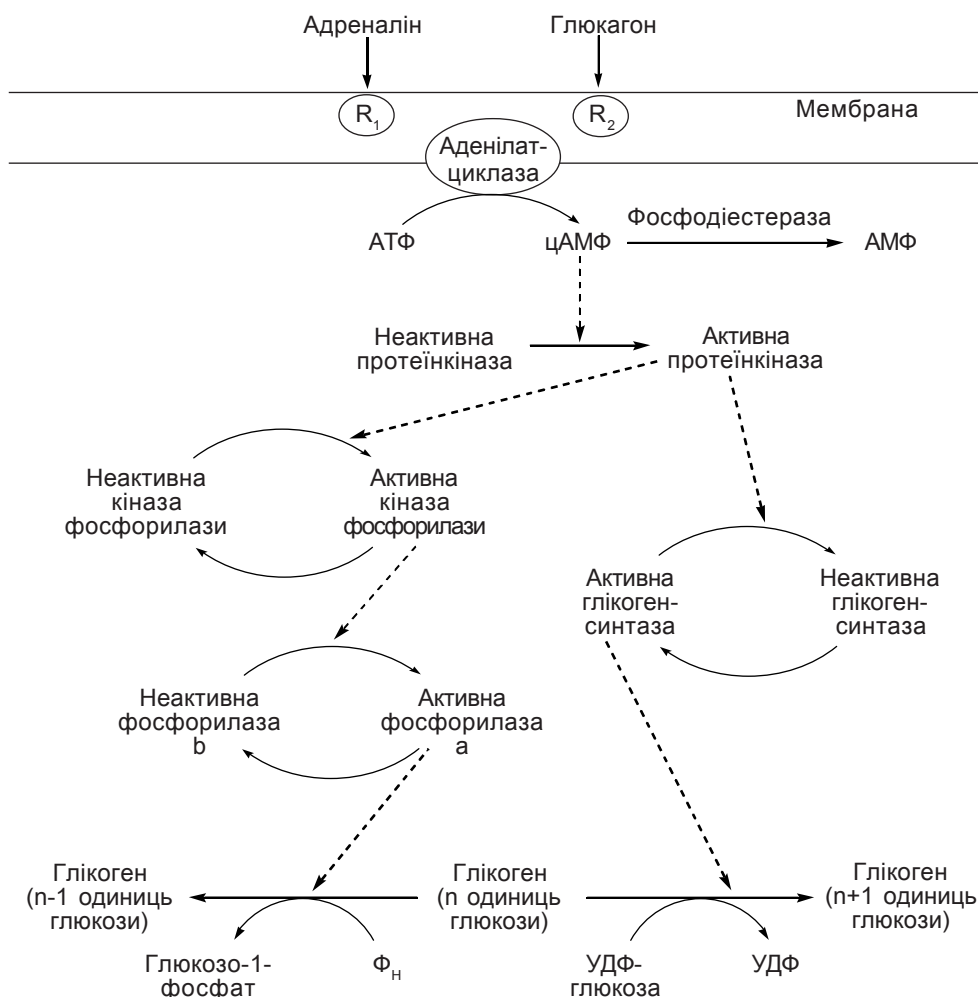 Адреналін
Глюкагон
R1
R2
Мембрана
Аденілат-
циклаза
АТФ
цАМФ
Фосфодіестераза
АМФ
Неактивна
протеїнкіназа
Активна
протеїнкіназа
Неактивна
кіназа
фосфорилази
Активна
кіназа
фосфорилази
Активна
глікоген-
синтаза
Неактивна
глікоген-
синтаза
Неактивна
фосфорилаза
b
Активна
фосфорилаза
a
Глікоген
(n-1 одиниць
глюкози)
Глікоген
(n одиниць
глюкози)
Глікоген
(n+1 одиниць
глюкози)
Глюкозо-1-
фосфат
ФН
УДФ-
глюкоза
УДФ